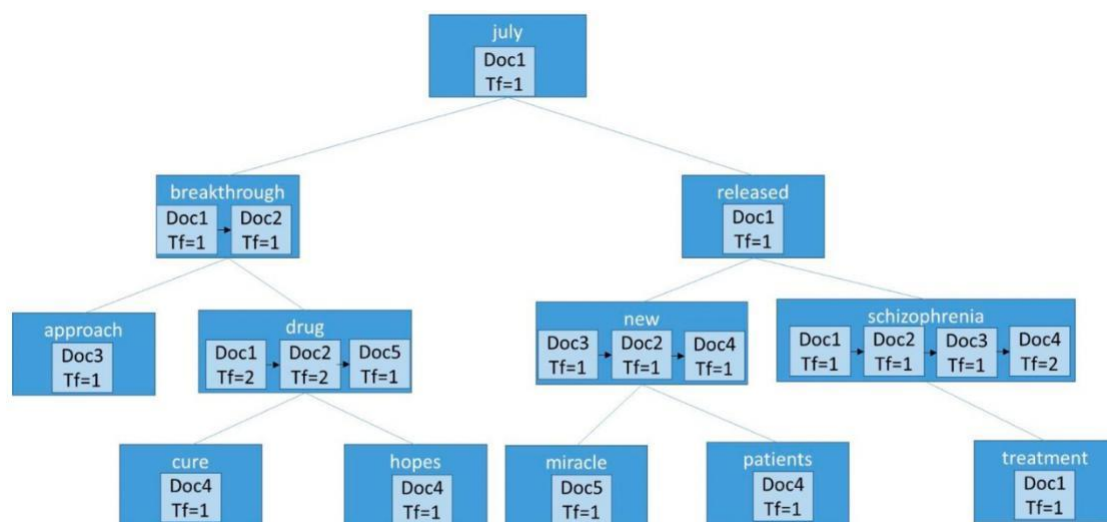 july
Doc1
Tf=1
breakthrough
Doc1 Doc2
Tf=1 Tf=1
released
Doc1
Tf=1
approach
Doc3
Tf=1
drug
Doc1 Doc2 Doc5
Tf=2 Tf=2 Tf=1
new
Doc3 Doc2 Doc4
Tf=1 Tf=1 Tf=1
schizophrenia
Doc1 Doc2 Doc3 Doc4
Tf=1 Tf=1 Tf=1 Tf=2
cure
Doc4
Tf=1
hopes
Doc4
Tf=1
miracle
Doc5
Tf=1
patients
Doc4
Tf=1
treatment
Doc1
Tf=1